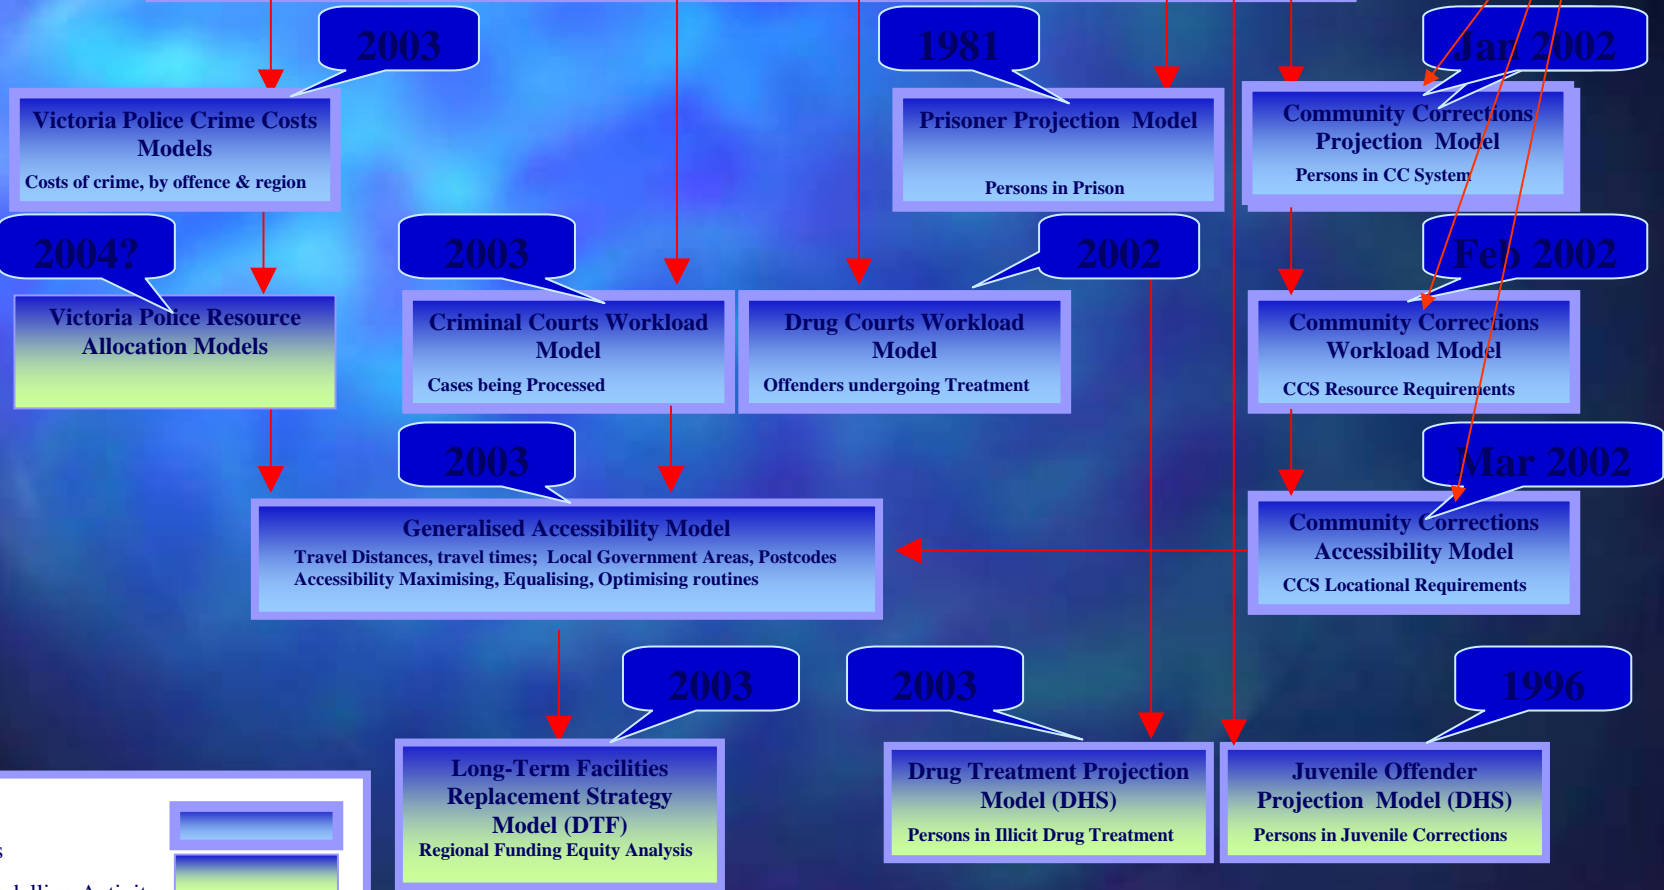 2003
1981
Jan 2002
Victoria Police Crime Costs
Models
Costs of crime, by offence & region
Prisoner Projection Model
Persons in Prison
Community Corrections
Projection Model
Persons in CC System
2004?
2003
2002
Feb 2002
Victoria Police Resource
Allocation Models
Criminal Courts Workload
Model
Cases being Processed
Drug Courts Workload
Model
Offenders undergoing Treatment
Community Corrections
Workload Model
CCS Resource Requirements
2003
Mar 2002
Generalised Accessibility Model
Travel Distances, travel times; Local Government Areas, Postcodes
Accessibility Maximising, Equalising, Optimising routines
Community Corrections
Accessibility Model
CCS Locational Requirements
2003
2003
1996
Long-Term Facilities
Replacement Strategy
Model (DTF)
Regional Funding Equity Analysis
Drug Treatment Projection
Model (DHS)
Persons in Illicit Drug Treatment
Juvenile Offender
Projection Model (DHS)
Persons in Juvenile Corrections